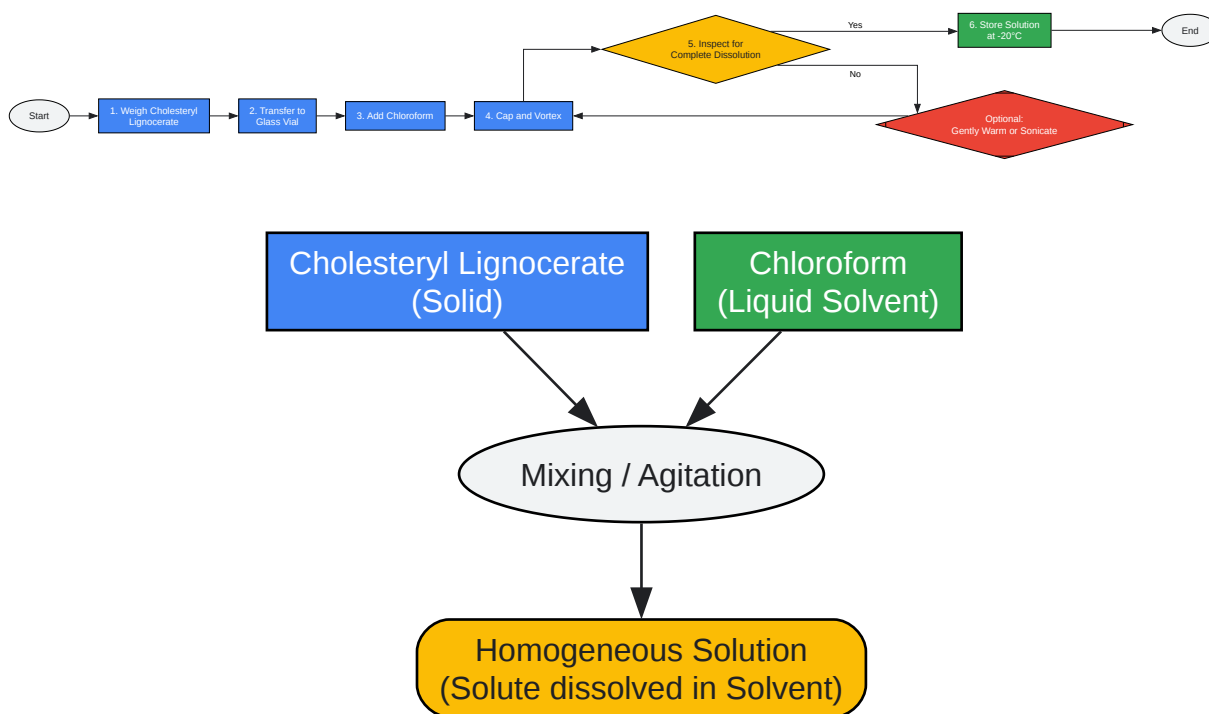 Start
1. Weigh Cholesteryl
Lignocerate
2. Transfer to
Glass Vial
3. Add Chloroform
4. Cap and Vortex
5. Inspect for
Complete Dissolution
Yes
No
6. Store Solution
at -20°C
End
Optional:
Gently Warm or Sonicate
Cholesteryl Lignocerate
(Solid)
Chloroform
(Liquid Solvent)
Mixing / Agitation
Homogeneous Solution
(Solute dissolved in Solvent)